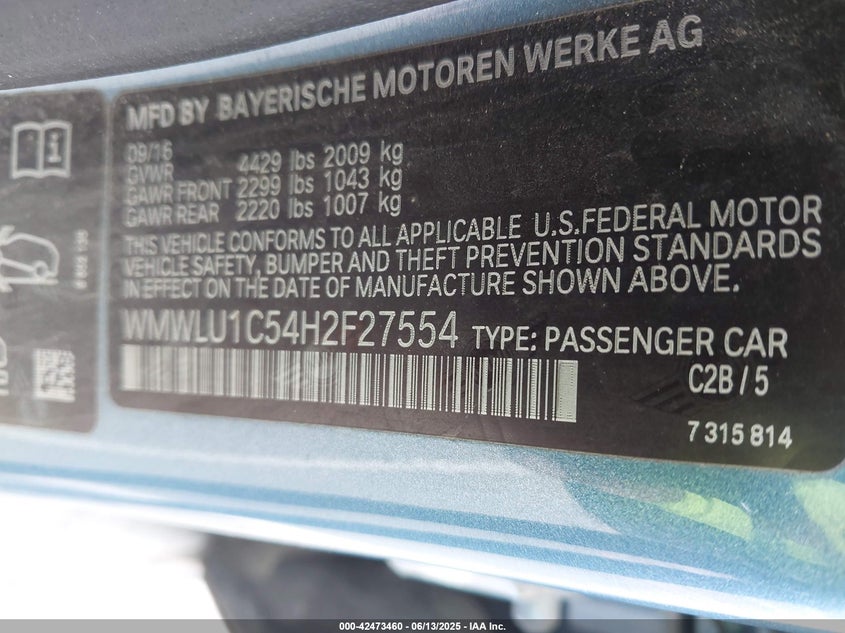 MFD BY BAYERISCHE MOTOREN WERKE AG
09/16
GVWR 4429 lbs 2009 kg
GAWR FRONT 2299 lbs 1043 kg
GAWR REAR 2220 lbs 1007 kg
THIS VEHICLE CONFORMS TO ALL APPLICABLE U.S.FEDERAL MOTOR
VEHICLE SAFETY, BUMPER AND THEFT PREVENTION STANDARDS
IN EFFECT ON THE DATE OF MANUFACTURE SHOWN ABOVE.
WMWLU1C54H2F27554 TYPE: PASSENGER CAR
C2B / 5
7 315 814
000-42473460 - 06/13/2025 - IAA Inc.